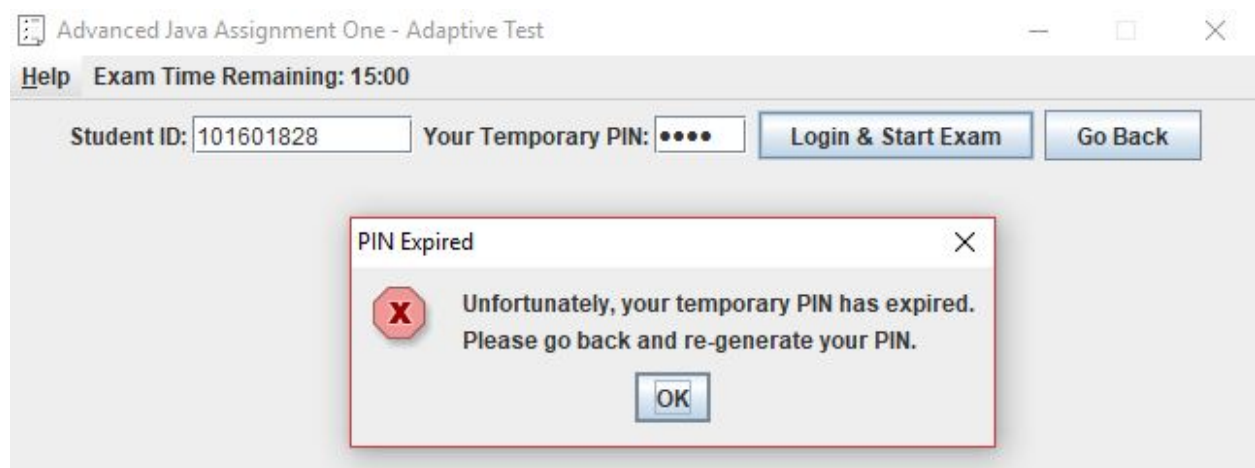 Advanced Java Assignment One - Adaptive Test
Help Exam Time Remaining: 15:00
Student ID: 101601828 Your Temporary PIN: •••• Login & Start Exam Go Back
PIN Expired
Unfortunately, your temporary PIN has expired.
Please go back and re-generate your PIN.
OK